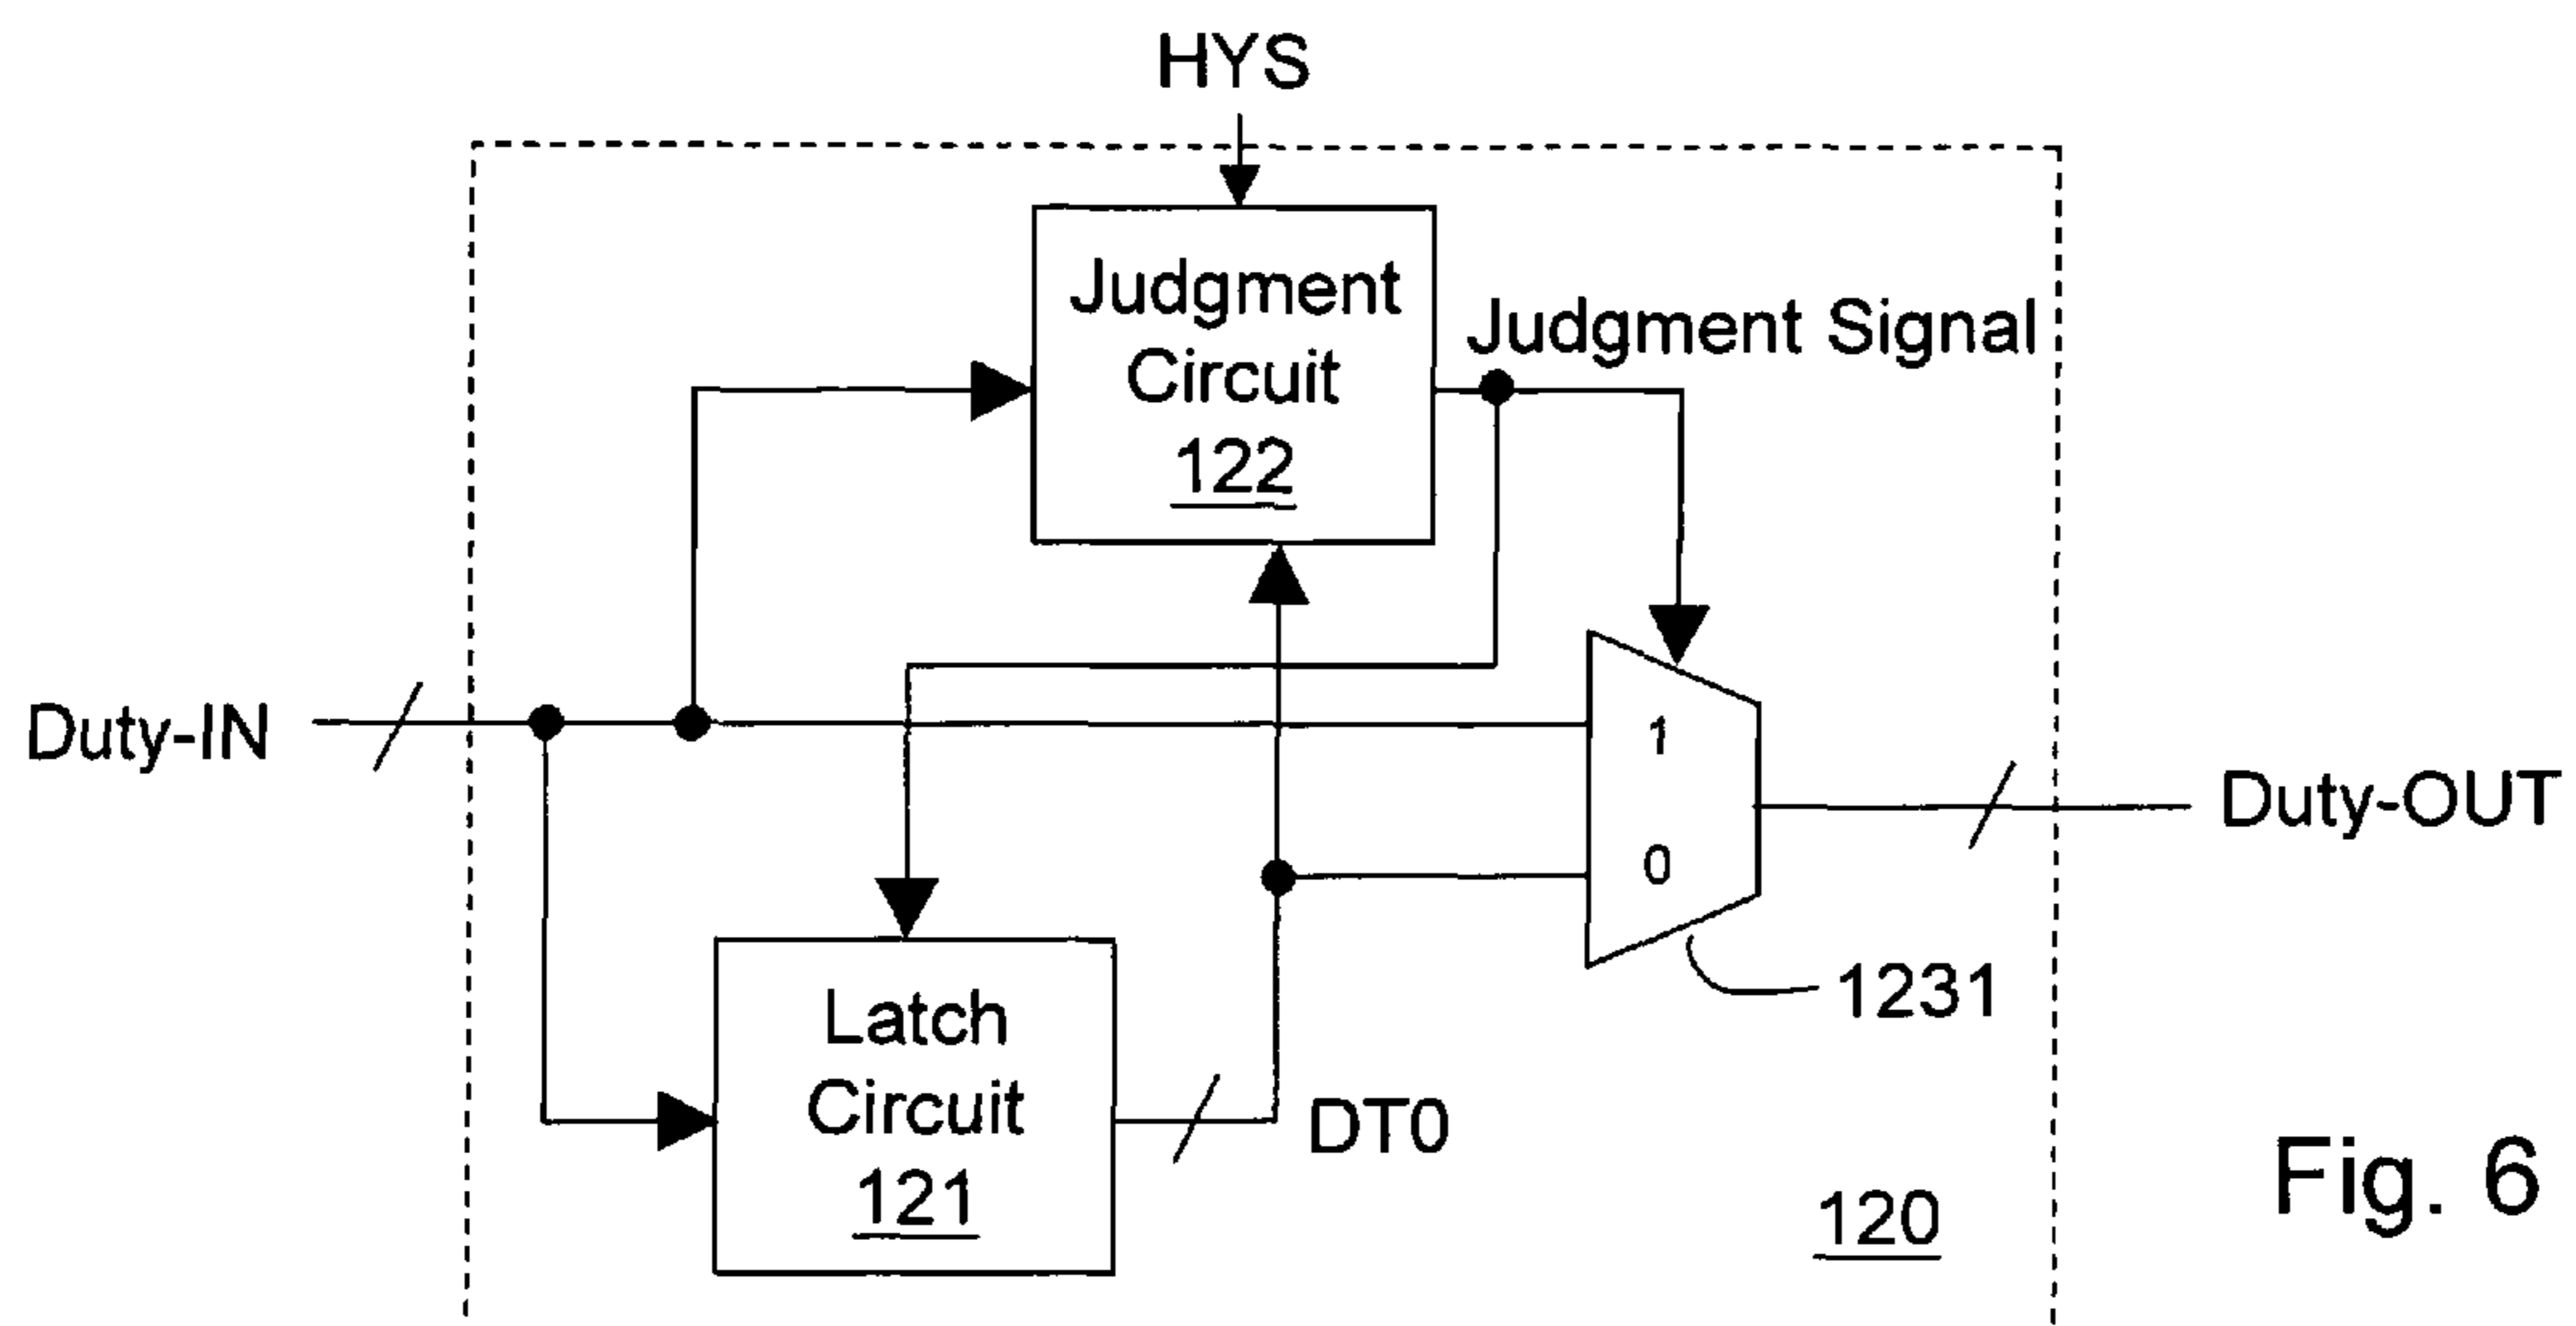 HYS
Judgment
Circuit
122
Judgment Signal
Duty-IN
1
0
Duty-OUT
1231
Latch
Circuit
121
DT0
120
Fig. 6